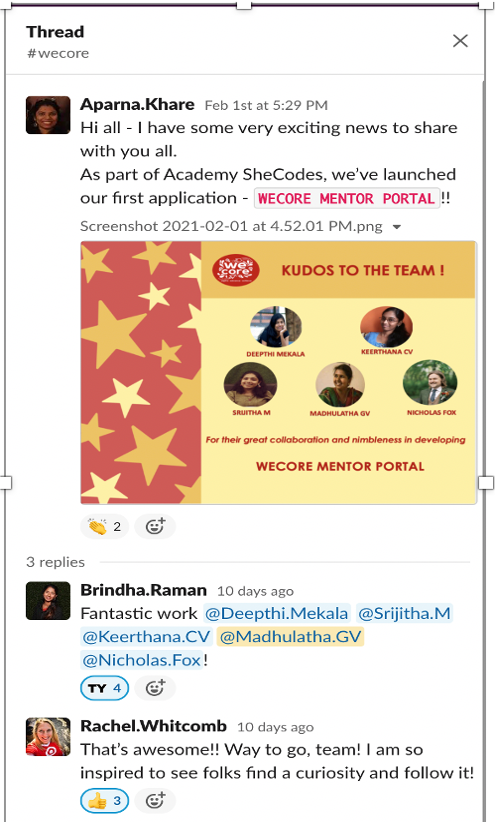 Thread
#wecore
Aparna.Khare Feb 1st at 5:29 PM
Hi all - I have some very exciting news to share
with you all.
As part of Academy SheCodes, we've launched
our first application - WECORE MENTOR PORTAL!!
Screenshot 2021-02-01 at 4.52.01 PM.png
we
core
KUDOS TO THE TEAM !
DEEPTHI MEKALA
KEERTHANA CV
SRIJITHA M
MADHULATHA GV
NICHOLAS FOX
For their great collaboration and nimbleness in developing
WECORE MENTOR PORTAL
2
3 replies
Brindha.Raman 10 days ago
Fantastic work @Deepthi.Mekala @Srijitha.M
@Keerthana.CV @Madhulatha.GV
@Nicholas.Fox!
TY 4
Rachel.Whitcomb 10 days ago
That's awesome!! Way to go, team! I am so
inspired to see folks find a curiosity and follow it!
3